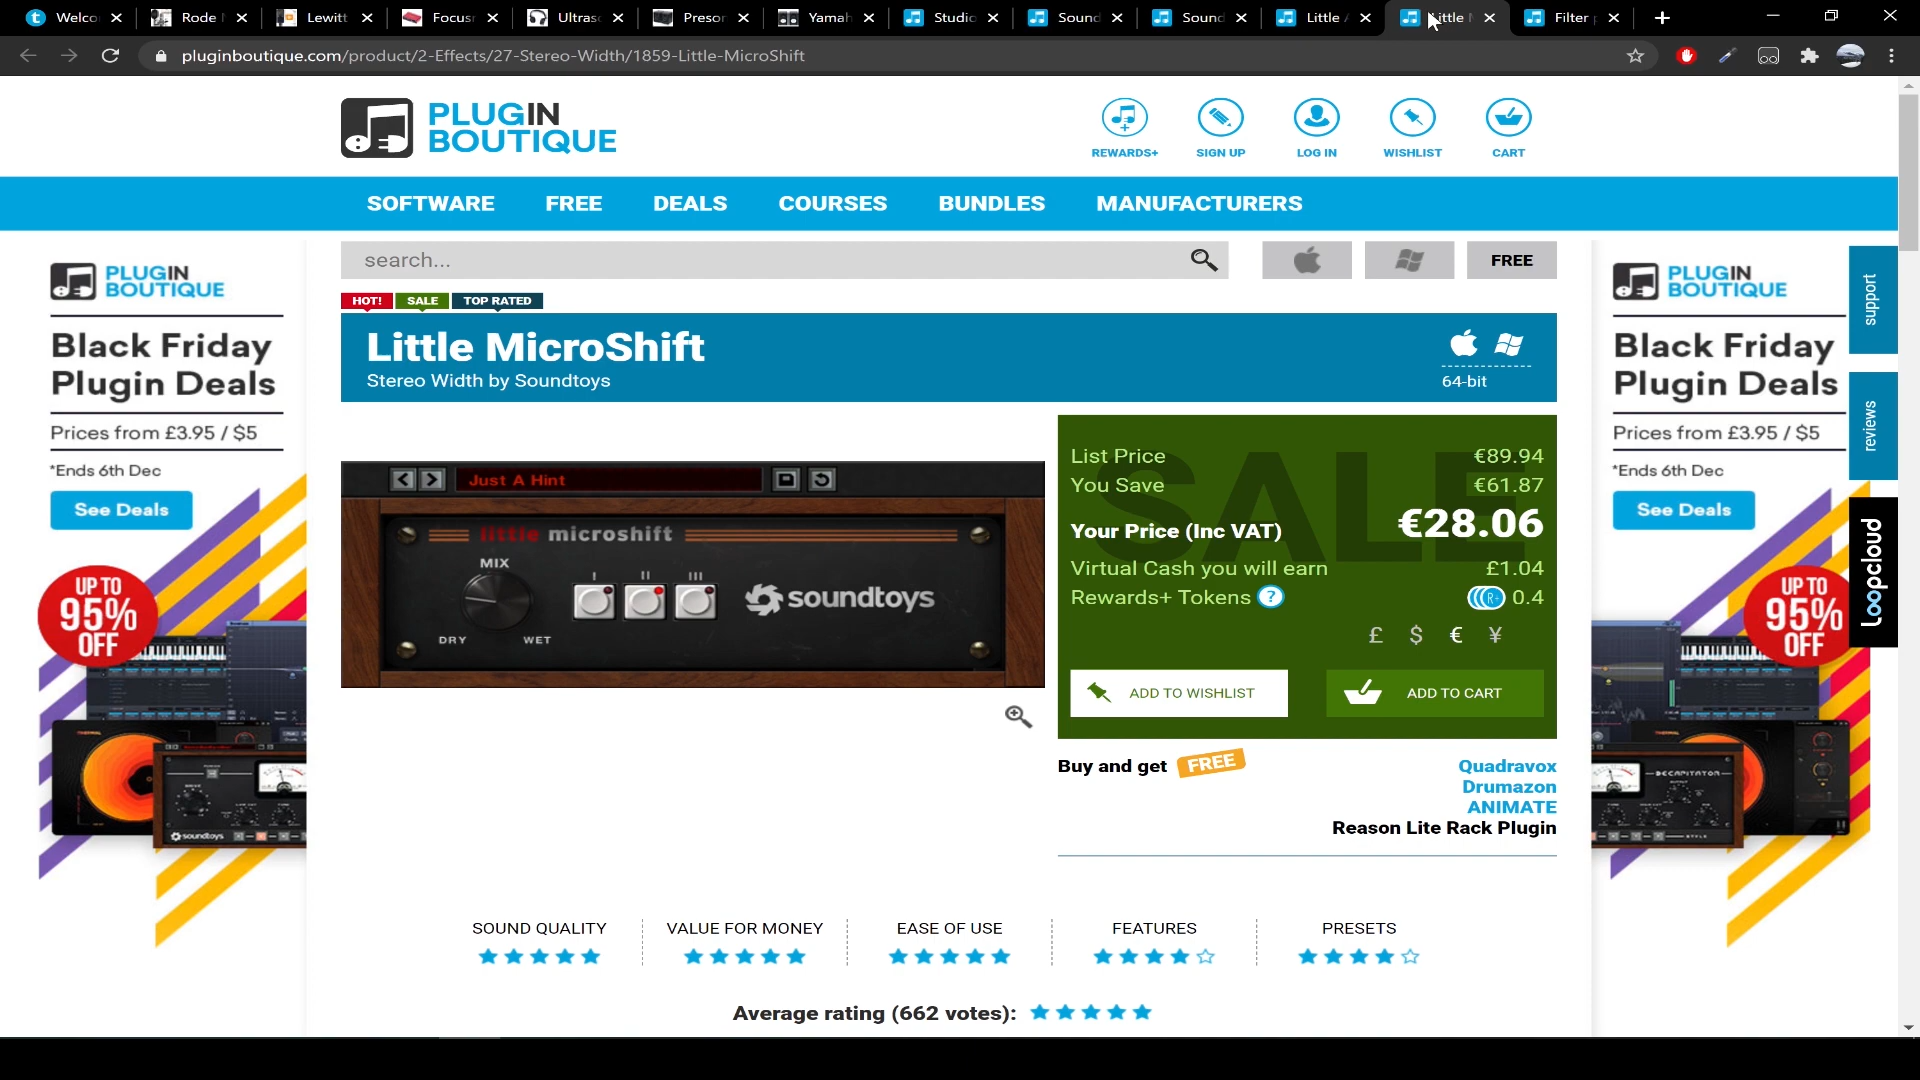 Welco
Rode
Lewitt
Focusr
Ultras
Presor
Yamah
Studio
Sound
Sound
Little
Little
Filter
pluginboutique.com/product/2-Effects/27-Stereo-Width/1859-Little-MicroShift
PLUGIN
BOUTIQUE
REWARDS+
SIGN UP
LOG IN
WISHLIST
CART
SOFTWARE
FREE
DEALS
COURSES
BUNDLES
MANUFACTURERS
search...
FREE
HOT!
SALE
TOP RATED
Little MicroShift
Stereo Width by Soundtoys
64-bit
Just A Hint
little microshift
MIX
DRY
WET
I
II
III
soundtoys
SALE
List Price €89.94
You Save €61.87
Your Price (Inc VAT) €28.06
Virtual Cash you will earn £1.04
Rewards+ Tokens ? R+ 0.4
£ $ € ¥
ADD TO WISHLIST
ADD TO CART
Buy and get FREE
Quadravox
Drumazon
ANIMATE
Reason Lite Rack Plugin
SOUND QUALITY
VALUE FOR MONEY
EASE OF USE
FEATURES
PRESETS
Average rating (662 votes):
PLUGIN
BOUTIQUE
Black Friday
Plugin Deals
Prices from £3.95 / $5
*Ends 6th Dec
See Deals
UP TO
95%
OFF
soundtoys
PLUGIN
BOUTIQUE
Black Friday
Plugin Deals
Prices from £3.95 / $5
*Ends 6th Dec
See Deals
UP TO
95%
OFF
DECAPITATOR
support
reviews
loopcloud